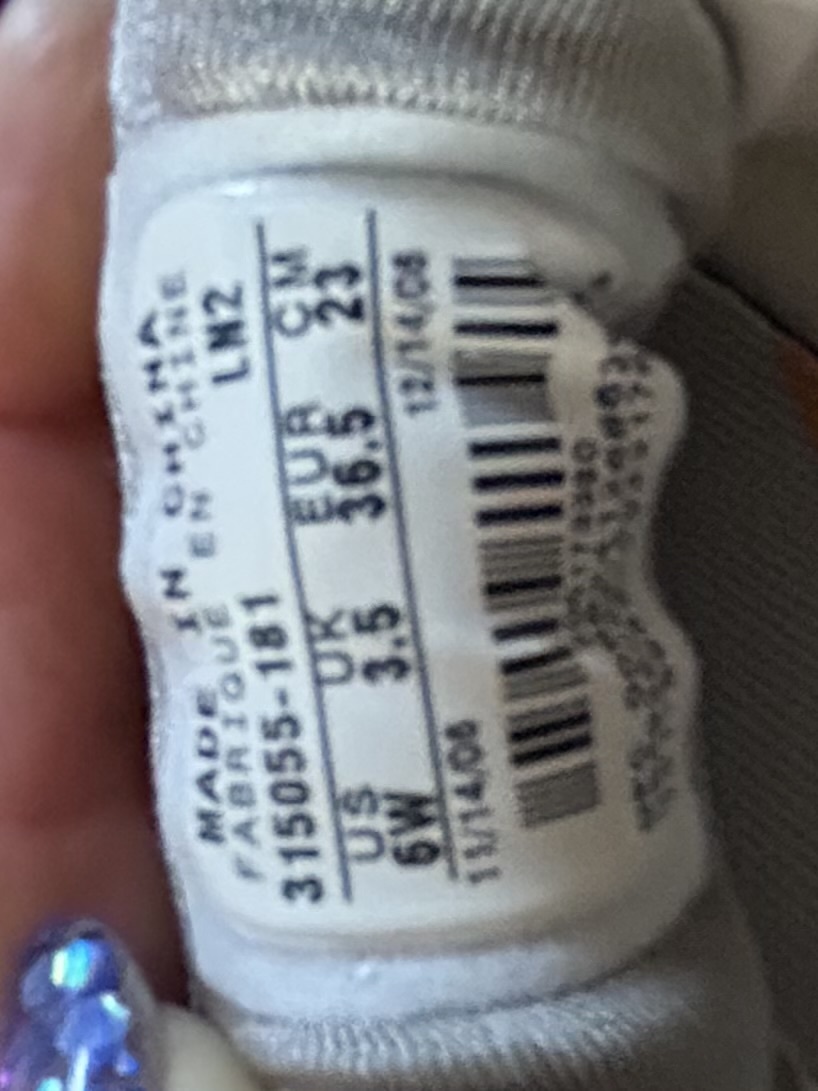 MADE IN CHINA
FABRIQUE EN CHINE
315055-181 LN2
US UK EUR CM
6W 3.5 36.5 23
11/14/08 12/14/08